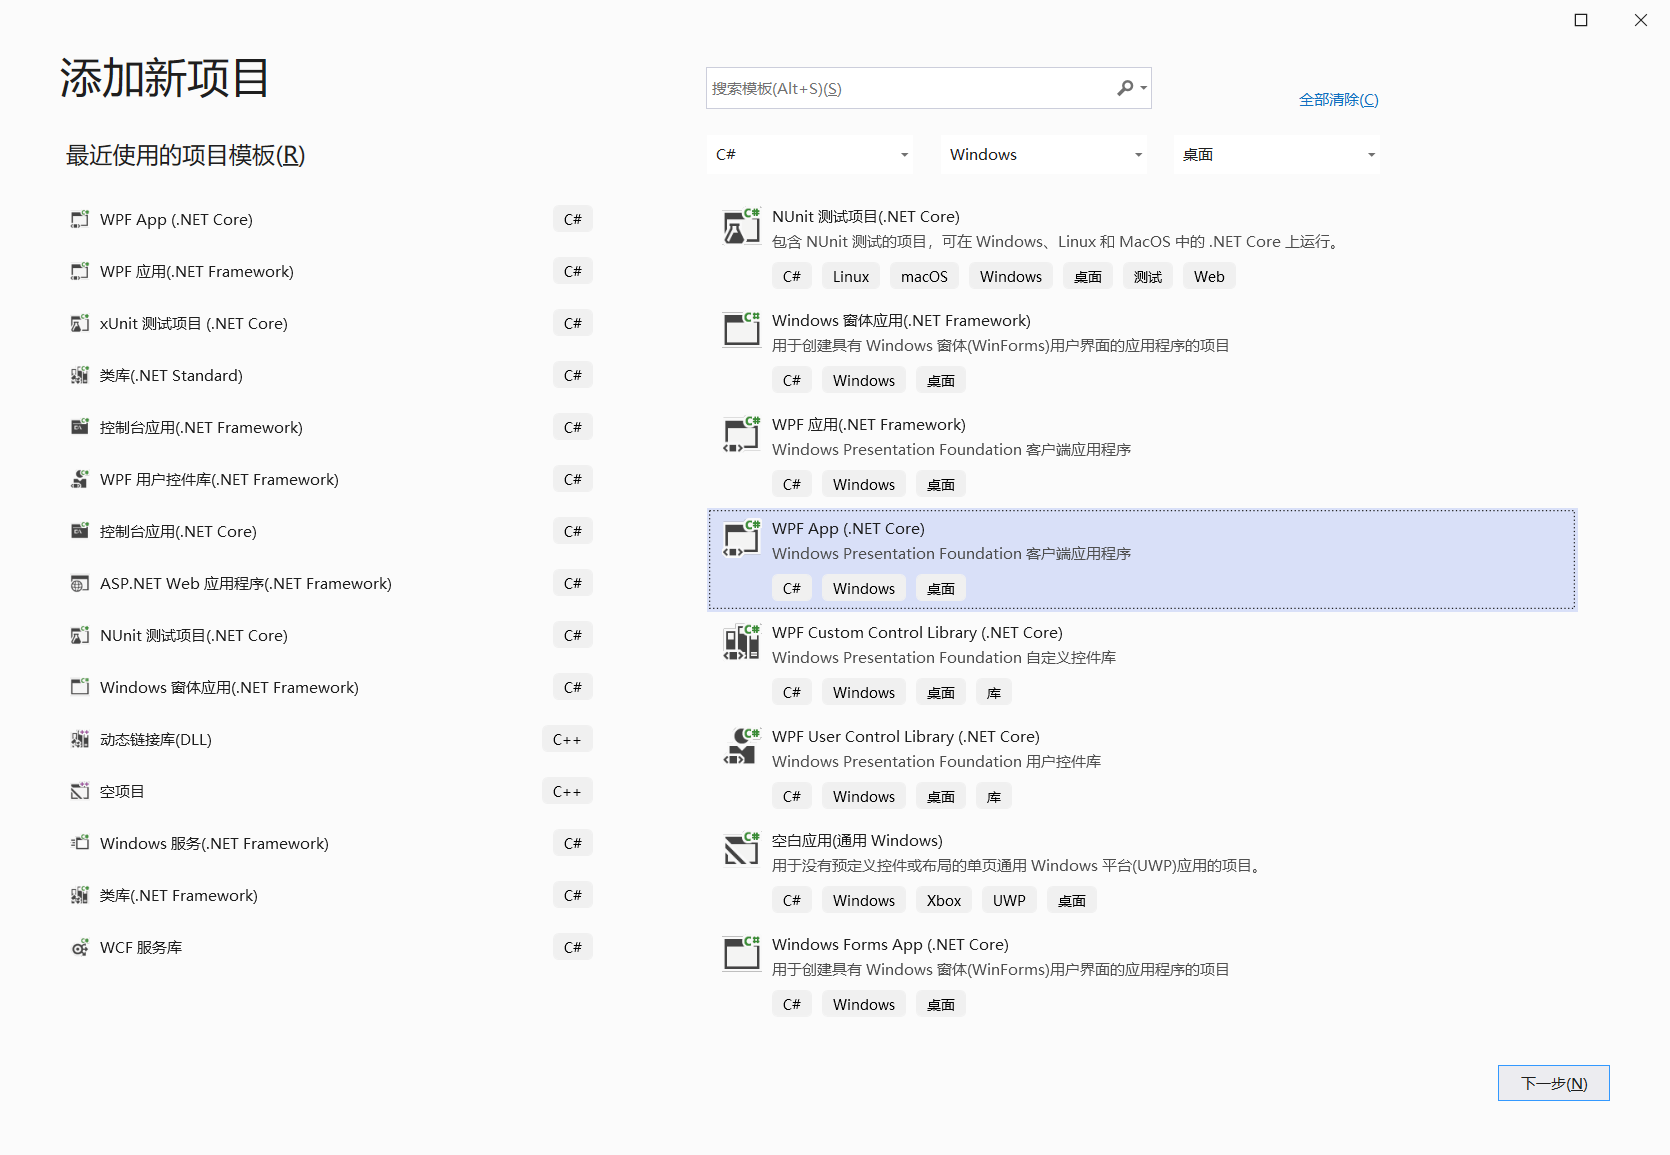 添加新项目
最近使用的项目模板(R)
WPF App (.NET Core) C#
WPF 应用(.NET Framework) C#
xUnit 测试项目 (.NET Core) C#
类库(.NET Standard) C#
控制台应用(.NET Framework) C#
WPF 用户控件库(.NET Framework) C#
控制台应用(.NET Core) C#
ASP.NET Web 应用程序(.NET Framework) C#
NUnit 测试项目(.NET Core) C#
Windows 窗体应用(.NET Framework) C#
动态链接库(DLL) C++
空项目 C++
Windows 服务(.NET Framework) C#
类库(.NET Framework) C#
WCF 服务库 C#
搜索模板(Alt+S)(S)
全部清除(C)
C# Windows 桌面
NUnit 测试项目(.NET Core)
包含 NUnit 测试的项目，可在 Windows、Linux 和 MacOS 中的 .NET Core 上运行。
C# Linux macOS Windows 桌面 测试 Web
Windows 窗体应用(.NET Framework)
用于创建具有 Windows 窗体(WinForms)用户界面的应用程序的项目
C# Windows 桌面
WPF 应用(.NET Framework)
Windows Presentation Foundation 客户端应用程序
C# Windows 桌面
WPF App (.NET Core)
Windows Presentation Foundation 客户端应用程序
C# Windows 桌面
WPF Custom Control Library (.NET Core)
Windows Presentation Foundation 自定义控件库
C# Windows 桌面 库
WPF User Control Library (.NET Core)
Windows Presentation Foundation 用户控件库
C# Windows 桌面 库
空白应用(通用 Windows)
用于没有预定义控件或布局的单页通用 Windows 平台(UWP)应用的项目。
C# Windows Xbox UWP 桌面
Windows Forms App (.NET Core)
用于创建具有 Windows 窗体(WinForms)用户界面的应用程序的项目
C# Windows 桌面
下一步(N)